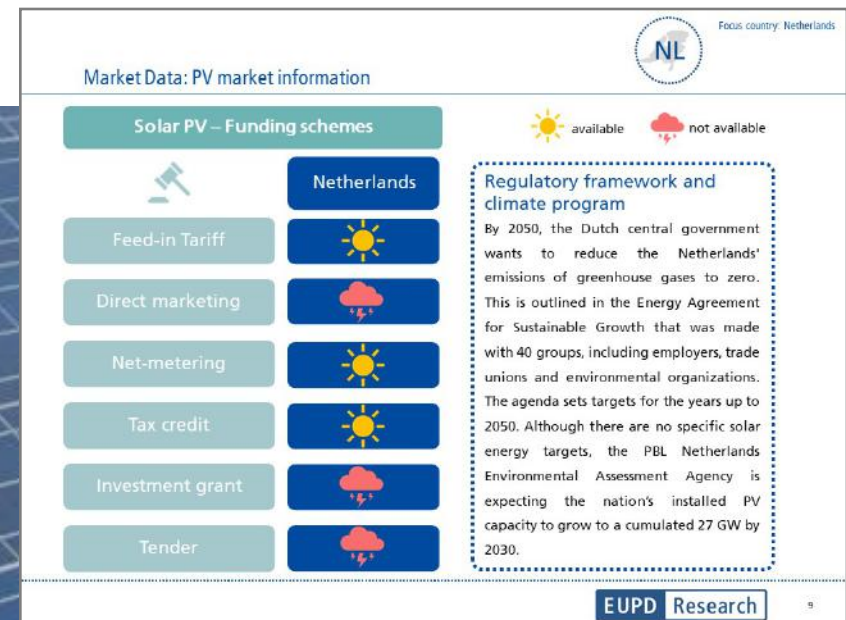 Focus country: Netherlands
NL
Market Data: PV market information
Solar PV – Funding schemes
available
not available
Netherlands
Feed-in Tariff
Direct marketing
Net-metering
Tax credit
Investment grant
Tender
Regulatory framework and
climate program
By 2050, the Dutch central government
wants to reduce the Netherlands'
emissions of greenhouse gases to zero.
This is outlined in the Energy Agreement
for Sustainable Growth that was made
with 40 groups, including employers, trade
unions and environmental organizations.
The agenda sets targets for the years up to
2050. Although there are no specific solar
energy targets, the PBL Netherlands
Environmental Assessment Agency is
expecting the nation's installed PV
capacity to grow to a cumulated 27 GW by
2030.
EUPD Research
9